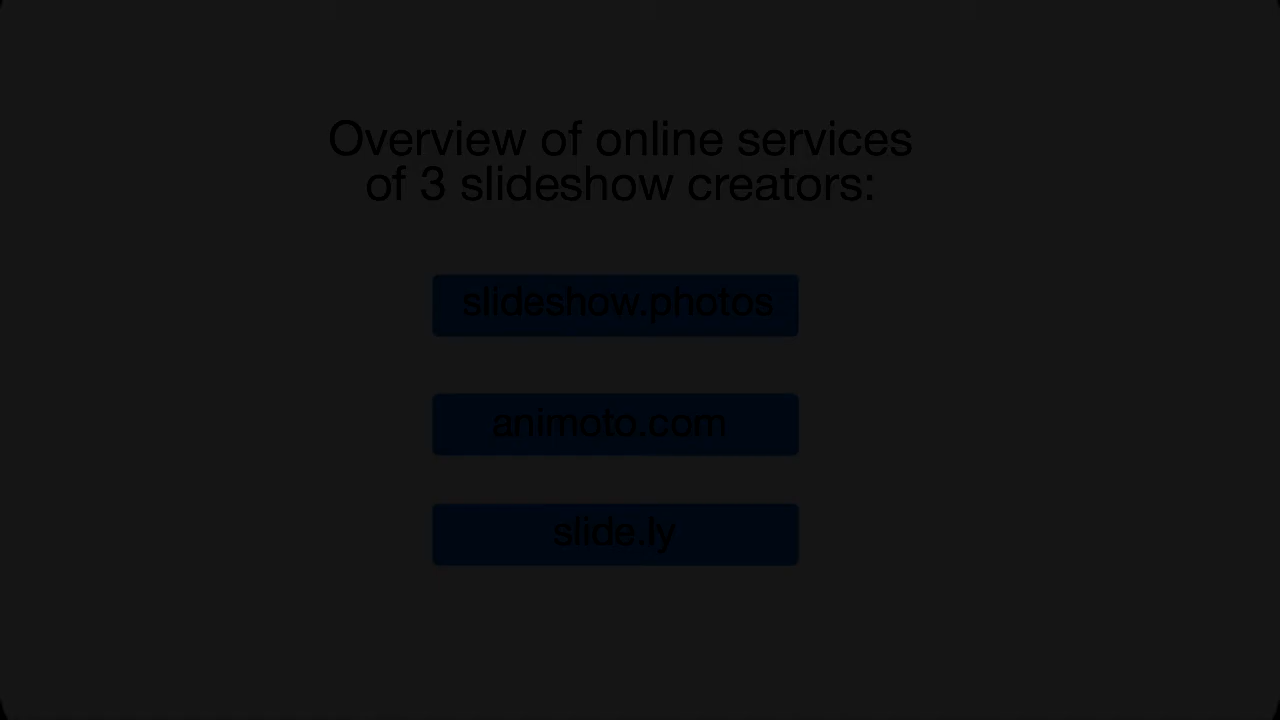 Overview of online services
of 3 slideshow creators:
slideshow.photos
animoto.com
slide.ly